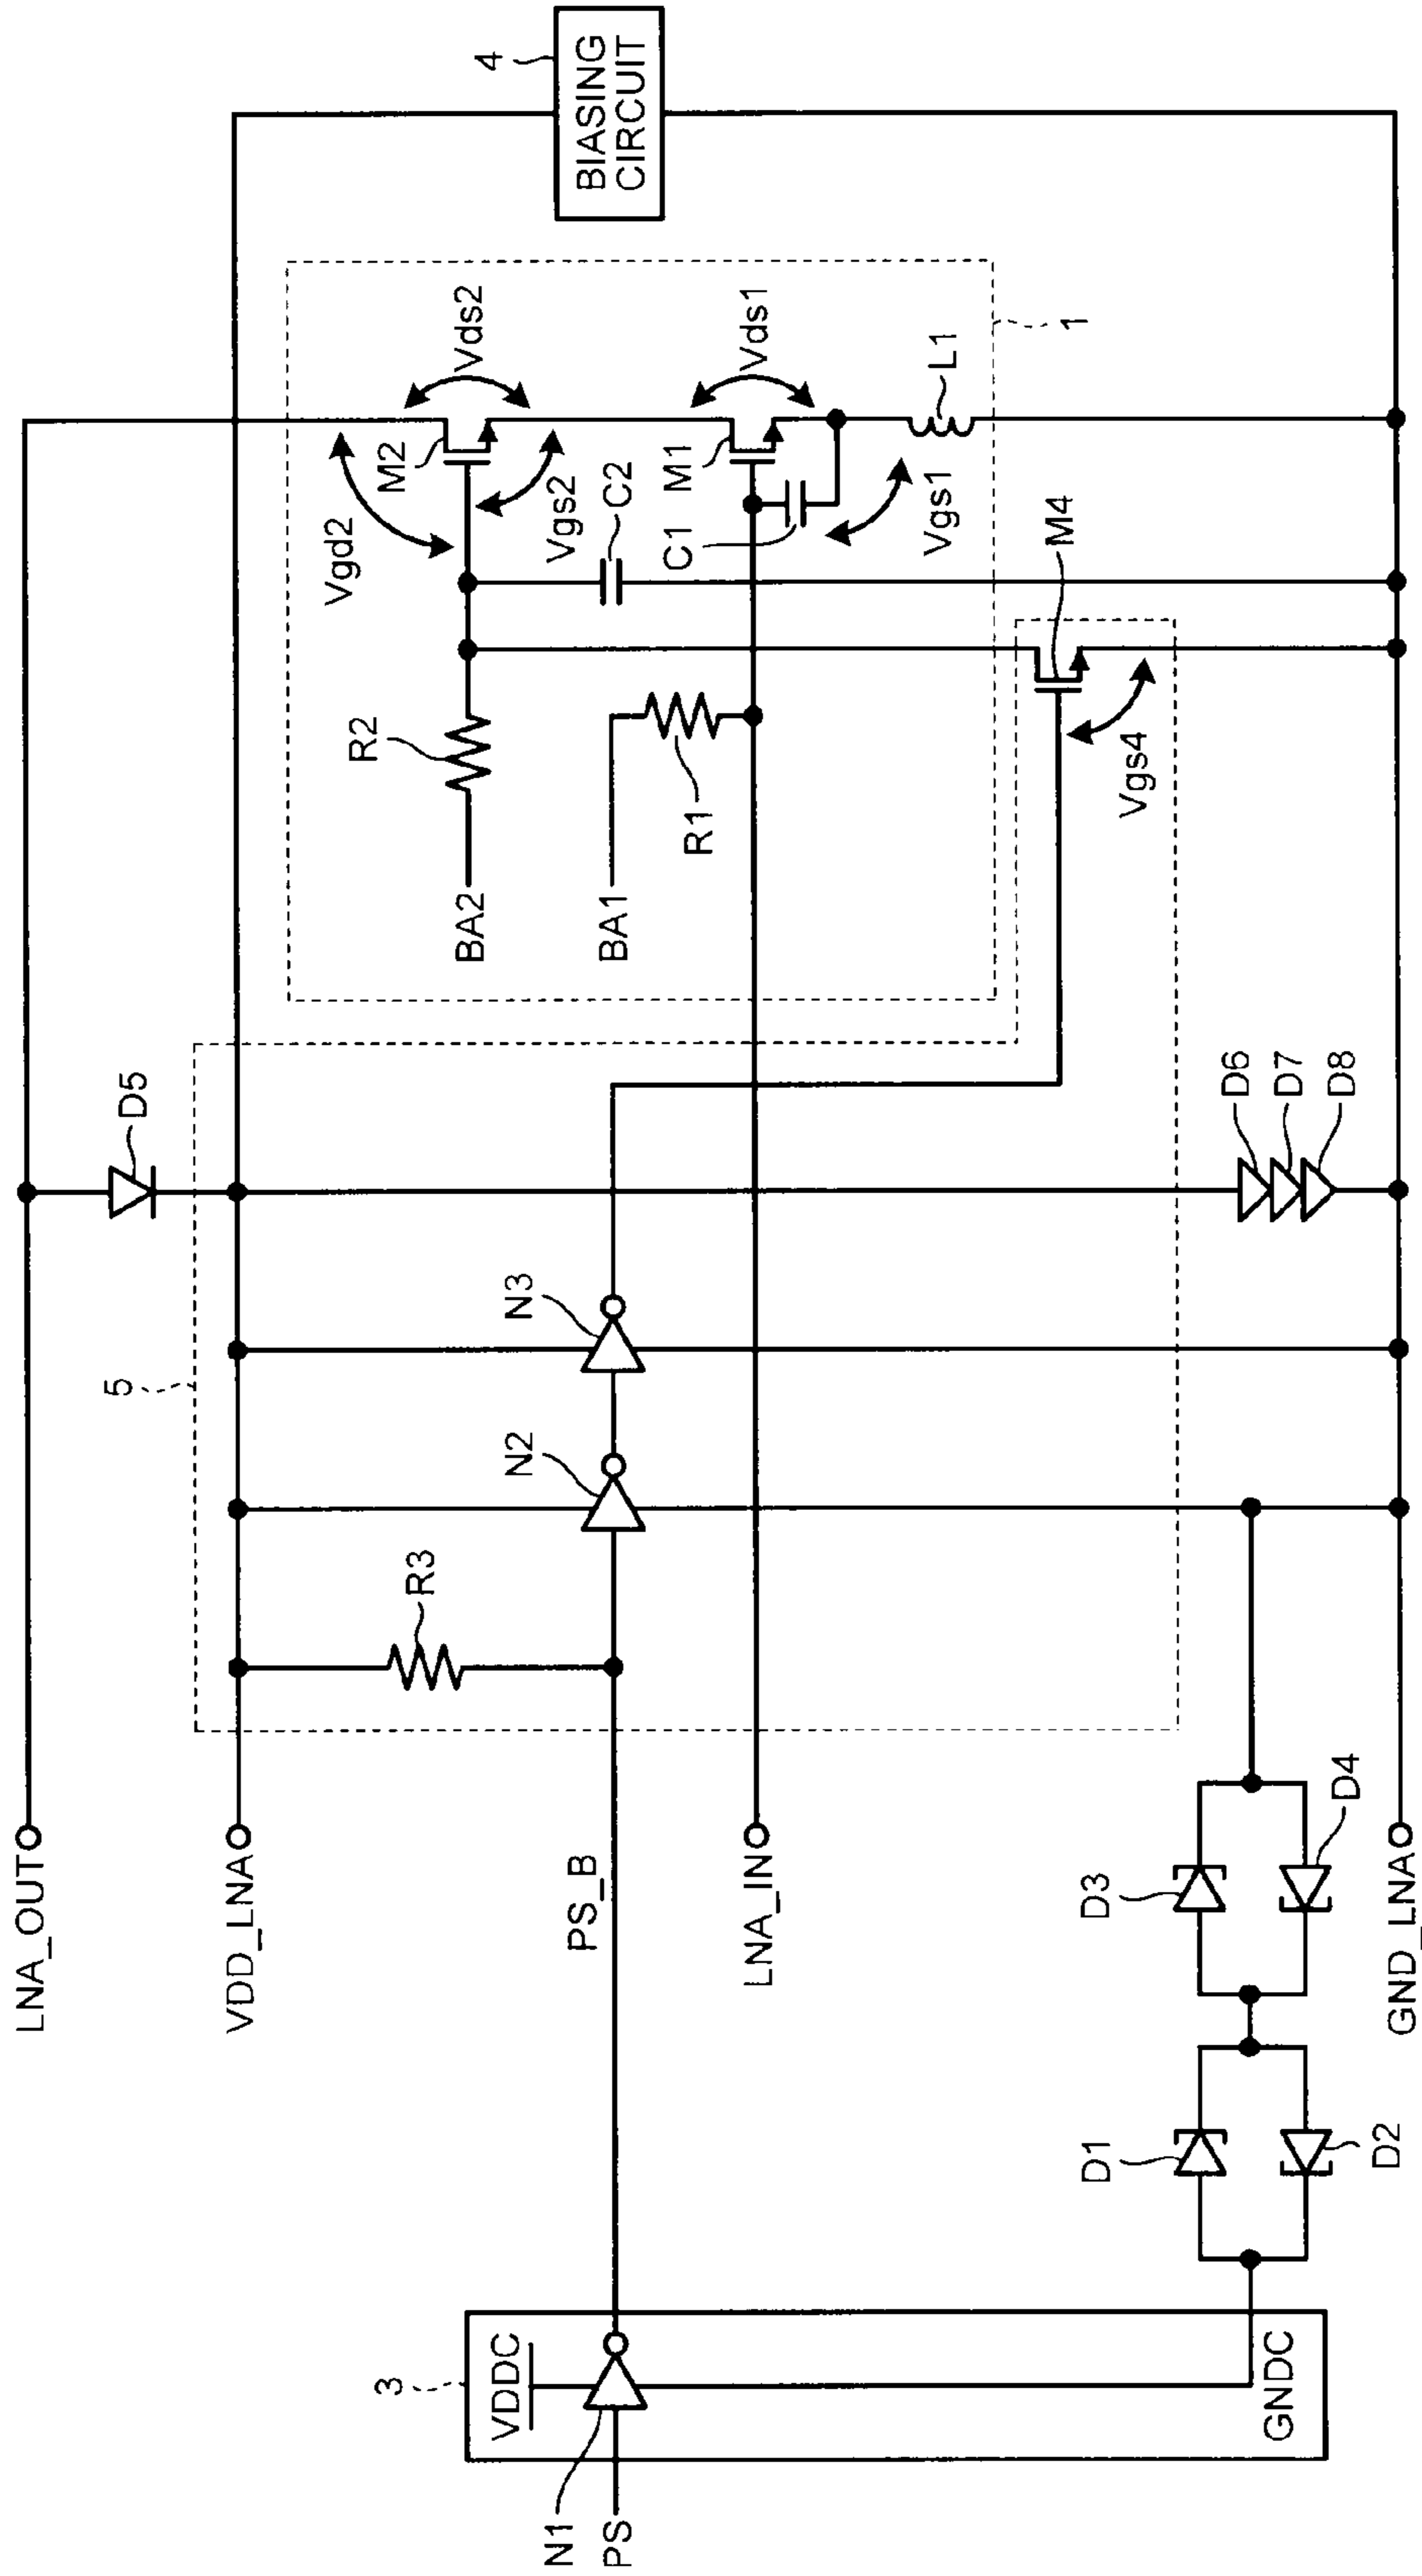 LNA_OUT
VDD_LNA
PS_B
LNA_IN
GND_LNA
PS
N1
3
VDDC
GNDC
D1
D2
D3
D4
5
R3
N2
N3
D5
D6
D7
D8
BA2
BA1
R2
R1
Vgd2
M2
Vds2
Vgs2
C2
C1
M1
Vds1
Vgs1
L1
1
M4
Vgs4
4
BIASING
CIRCUIT